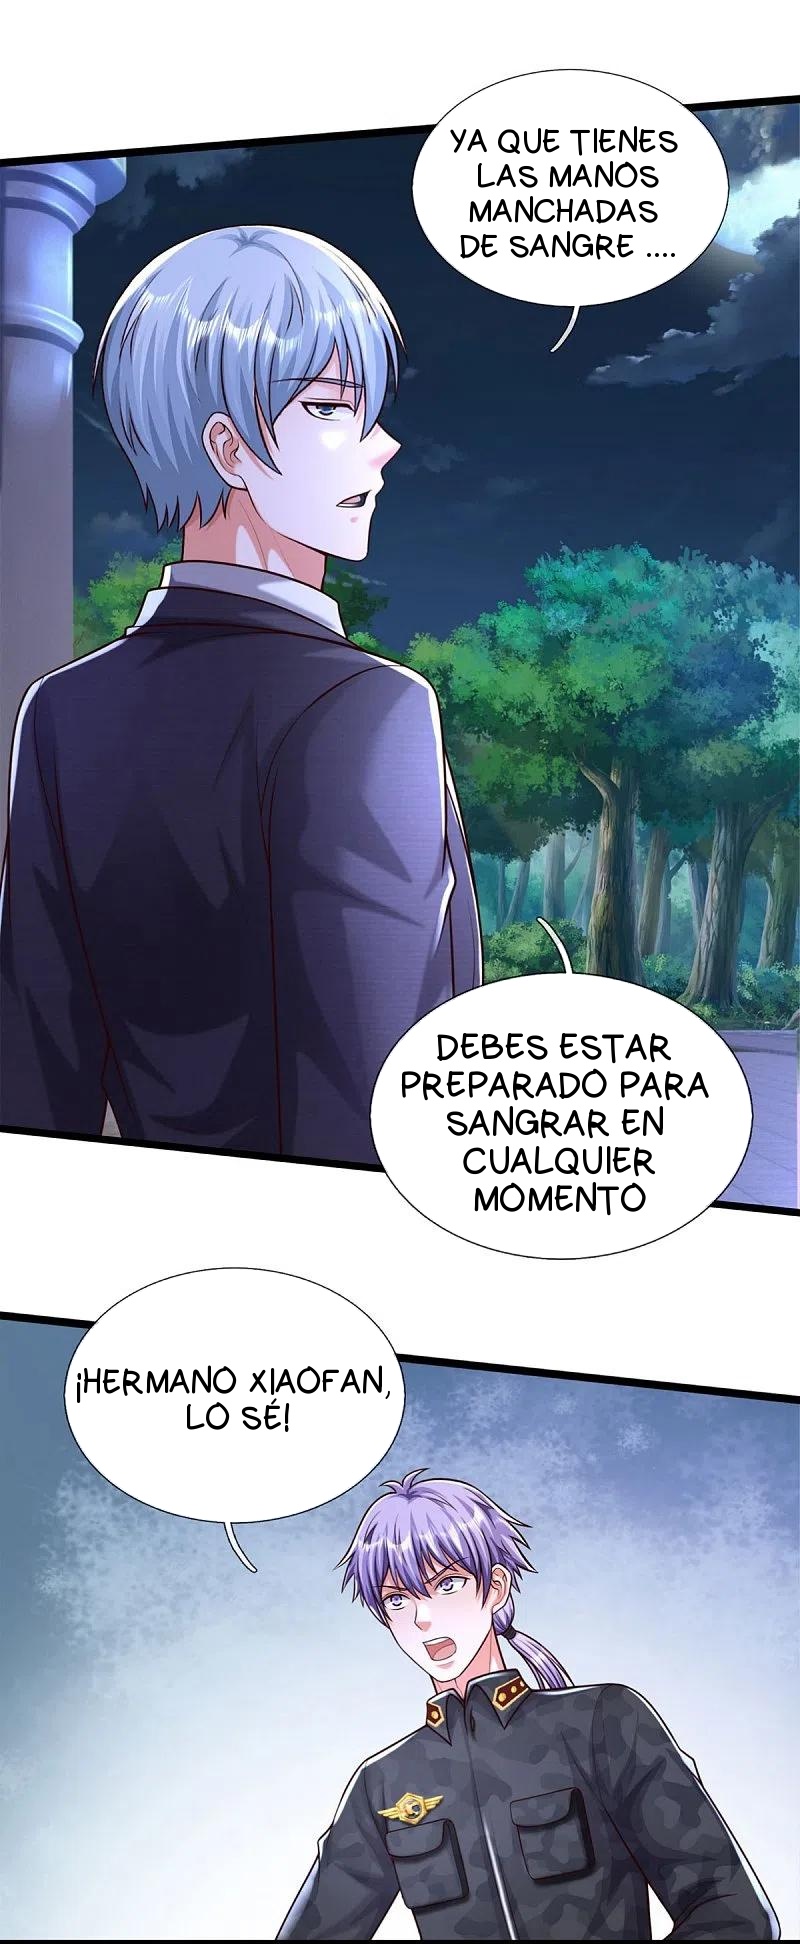 YA QUE TIENES
LAS MANOS
MANCHADAS
DE SANGRE ....
DEBES ESTAR
PREPARADO PARA
SANGRAR EN
CUALQUIER
MOMENTO
¡HERMANO XIAOFAN,
LO SÉ!